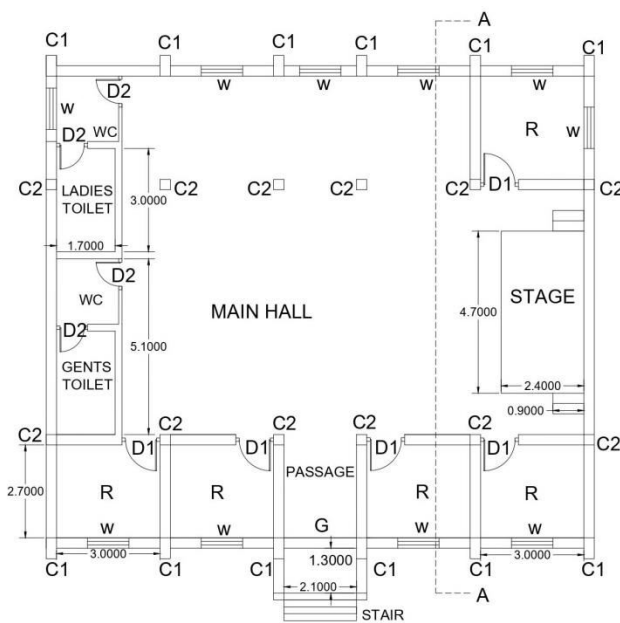 A
C1 C1 C1 C1 C1 C1
w w w w
D2
w
D2 WC
R w
C2 LADIES TOILET C2 C2 C2 C2 D1 C2
3.0000
1.7000
D2
WC
MAIN HALL
4.7000
STAGE
5.1000
D2
GENTS TOILET
2.4000
0.9000
C2 C2 C2 C2 C2 C2
D1 D1 D1 D1
PASSAGE
2.7000
R R R R
w w G w w
3.0000 1.3000 3.0000
C1 C1 C1 C1 C1 C1
2.1000
A
STAIR